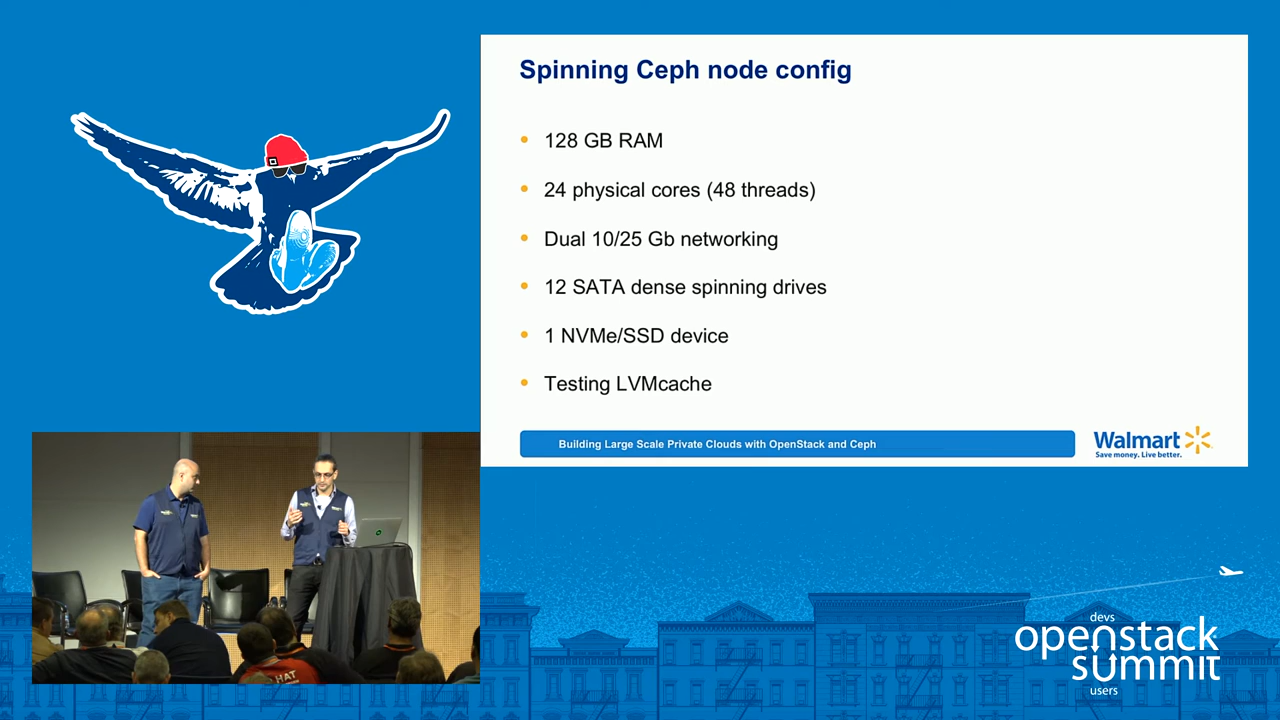 Spinning Ceph node config
128 GB RAM
24 physical cores (48 threads)
Dual 10/25 Gb networking
12 SATA dense spinning drives
1 NVMe/SSD device
Testing LVMcache
Building Large Scale Private Clouds with OpenStack and Ceph
Walmart
Save money. Live better.
HAT
devs
openstack
summit
users